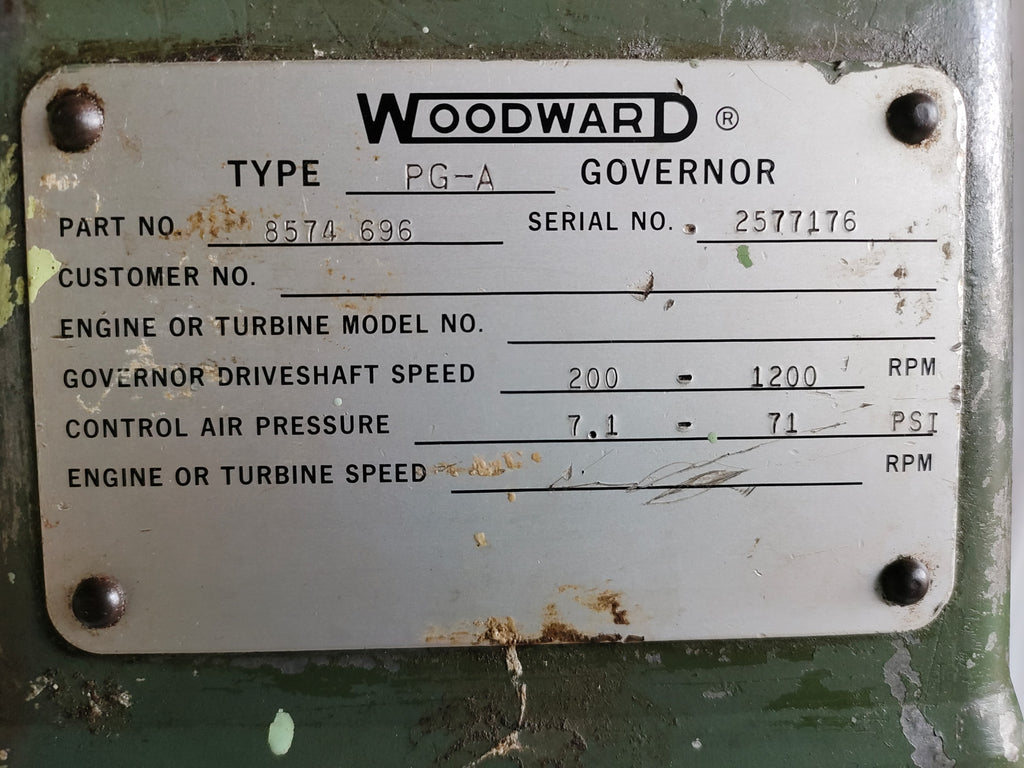 WOODWARD ®
TYPE PG-A GOVERNOR
PART NO. 8574 696 SERIAL NO. 2577176
CUSTOMER NO.
ENGINE OR TURBINE MODEL NO.
GOVERNOR DRIVESHAFT SPEED 200 - 1200 RPM
CONTROL AIR PRESSURE 7.1 - 71 PSI
ENGINE OR TURBINE SPEED RPM